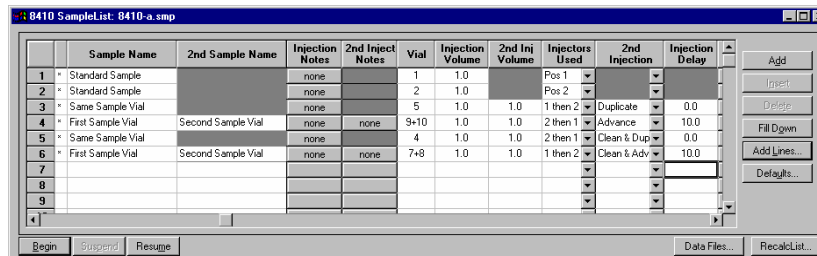 8410 SampleList: 8410-a.smp
Sample Name 2nd Sample Name Injection Notes 2nd Inject Notes Vial Injection Volume 2nd Inj Volume Injectors Used 2nd Injection Injection Delay
1 * Standard Sample none 1 1.0 Pos 1
2 * Standard Sample none 2 1.0 Pos 2
3 * Same Sample Vial none 5 1.0 1.0 1 then 2 Duplicate 0.0
4 * First Sample Vial Second Sample Vial none none 9+10 1.0 1.0 2 then 1 Advance 10.0
5 * Same Sample Vial none 4 1.0 1.0 2 then 1 Clean & Dup 0.0
6 * First Sample Vial Second Sample Vial none none 7+8 1.0 1.0 1 then 2 Clean & Adv 10.0
7
8
9
Add
Insert
Delete
Fill Down
Add Lines...
Defaults...
Begin Suspend Resume Data Files... RecalcList...